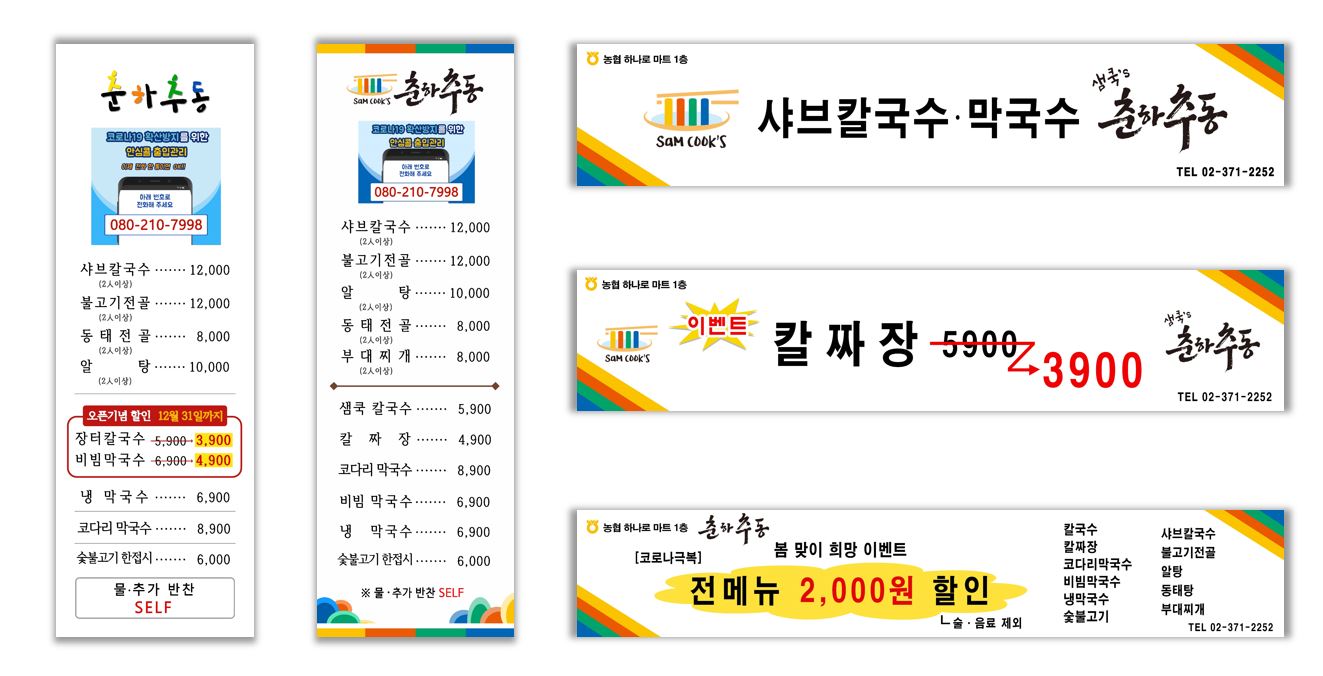 춘하추동
코로나19 확산방지를 위한
안심콜 출입관리
이제 전화 한 통이면 OK!!
아래 번호로
전화해 주세요
080-210-7998
샤브칼국수 ······· 12,000
(2人이상)
불고기전골 ······· 12,000
(2人이상)
동태전골 ······· 8,000
(2人이상)
알 탕 ······· 10,000
(2人이상)
오픈기념 할인 12월 31일까지
장터칼국수 5,900 3,900
비빔막국수 6,900 4,900
냉 막국수 ······· 6,900
코다리 막국수 ······· 8,900
숯불고기 한접시 ······· 6,000
물·추가 반찬
SELF
SAM COOK'S 춘하추동
코로나19 확산방지를 위한
안심콜 출입관리
아래 번호로
전화해 주세요
080-210-7998
샤브칼국수 ······· 12,000
(2人이상)
불고기전골 ······· 12,000
(2人이상)
알 탕 ······· 10,000
(2人이상)
동태전골 ······· 8,000
(2人이상)
부대찌개 ······· 8,000
(2人이상)
샘쿡 칼국수 ······· 5,900
칼 짜 장 ······· 4,900
코다리 막국수 ······· 8,900
비빔 막국수 ······· 6,900
냉 막국수 ······· 6,900
숯불고기 한접시 ······· 6,000
※ 물·추가 반찬 SELF
농협 하나로 마트 1층
SAM COOK'S
샤브칼국수·막국수
샘쿡's
춘하추동
TEL 02-371-2252
농협 하나로 마트 1층
SAM COOK'S
이벤트
칼짜장 5900 3900
샘쿡's
춘하추동
TEL 02-371-2252
농협 하나로 마트 1층 춘하추동
[코로나극복]
봄 맞이 희망 이벤트
전메뉴 2,000원 할인
ㄴ술·음료 제외
칼국수
칼짜장
코다리막국수
비빔막국수
냉막국수
숯불고기
샤브칼국수
불고기전골
알탕
동태탕
부대찌개
TEL 02-371-2252